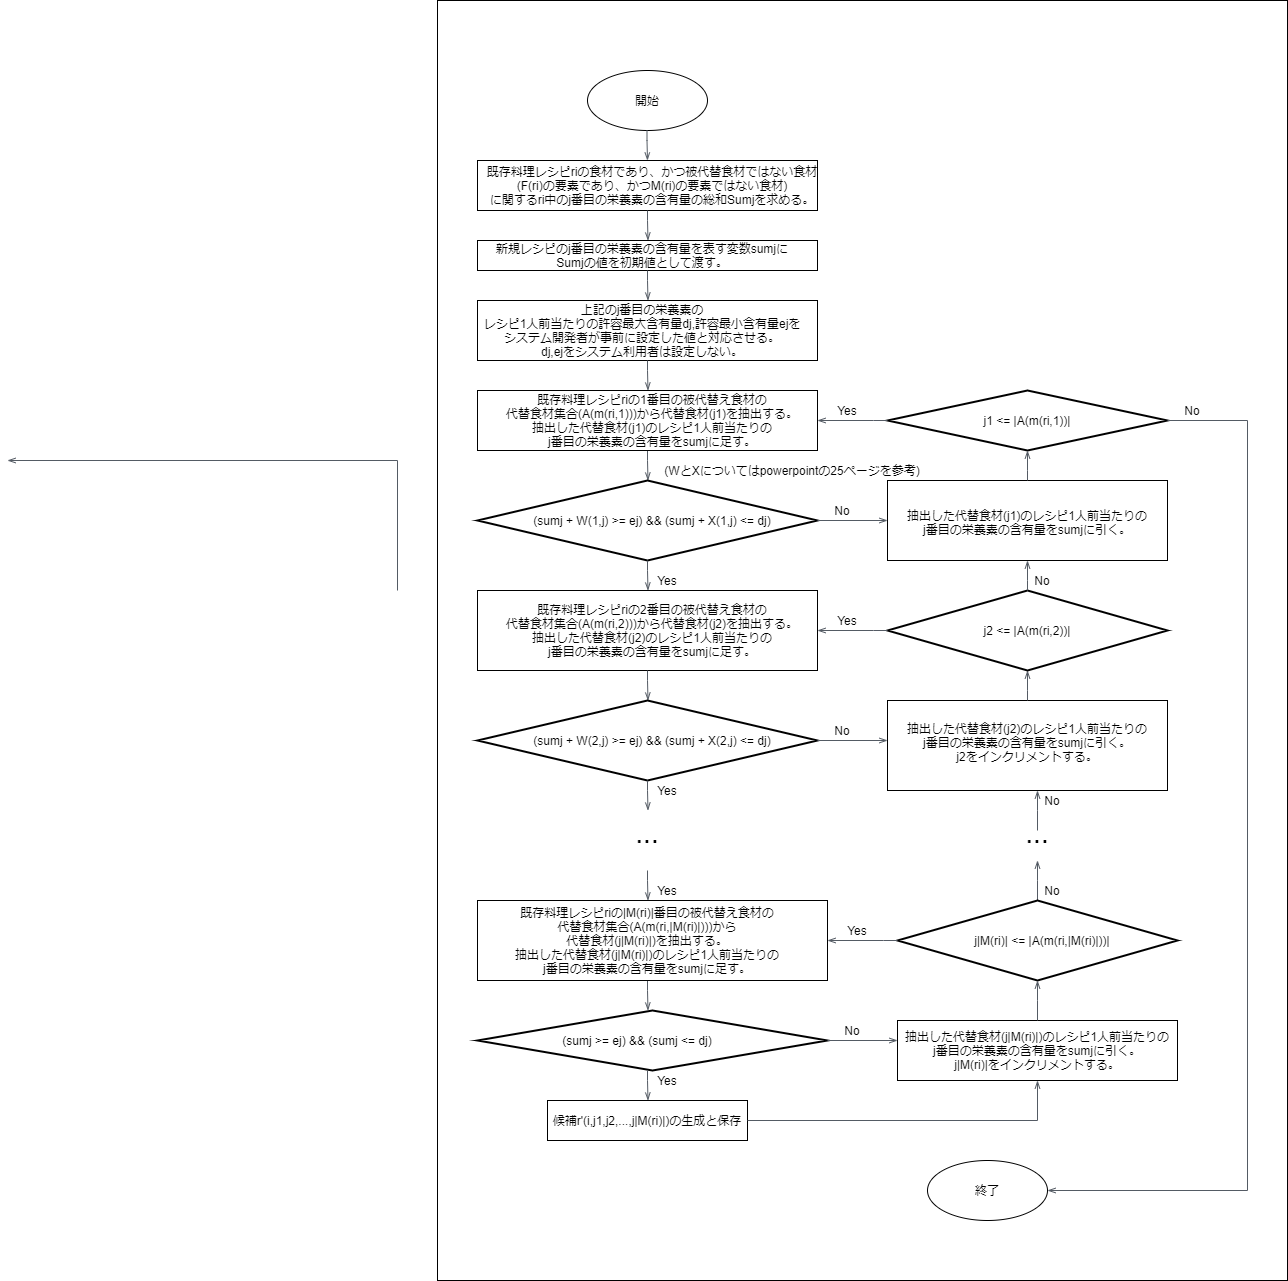 開始
既存料理レシピriの食材であり、かつ被代替食材ではない食材
(F(ri)の要素であり、かつM(ri)の要素ではない食材)
に関するri中のj番目の栄養素の含有量の総和Sumjを求める。
新規レシピのj番目の栄養素の含有量を表す変数sumjに
Sumjの値を初期値として渡す。
上記のj番目の栄養素の
レシピ1人前当たりの許容最大含有量dj,許容最小含有量ejを
システム開発者が事前に設定した値と対応させる。
dj,ejをシステム利用者は設定しない。
既存料理レシピriの1番目の被代替え食材の
代替食材集合(A(m(ri,1)))から代替食材(j1)を抽出する。
抽出した代替食材(j1)のレシピ1人前当たりの
j番目の栄養素の含有量をsumjに足す。
Yes
j1 <= |A(m(ri,1))|
No
(WとXについてはpowerpointの25ページを参考)
(sumj + W(1,j) >= ej) && (sumj + X(1,j) <= dj)
No
抽出した代替食材(j1)のレシピ1人前当たりの
j番目の栄養素の含有量をsumjに引く。
Yes
No
既存料理レシピriの2番目の被代替え食材の
代替食材集合(A(m(ri,2)))から代替食材(j2)を抽出する。
抽出した代替食材(j2)のレシピ1人前当たりの
j番目の栄養素の含有量をsumjに足す。
Yes
j2 <= |A(m(ri,2))|
(sumj + W(2,j) >= ej) && (sumj + X(2,j) <= dj)
No
抽出した代替食材(j2)のレシピ1人前当たりの
j番目の栄養素の含有量をsumjに引く。
j2をインクリメントする。
Yes
No
...
...
Yes
No
既存料理レシピriの|M(ri)|番目の被代替え食材の
代替食材集合(A(m(ri,|M(ri)|)))から
代替食材(j|M(ri)|)を抽出する。
抽出した代替食材(j|M(ri)|)のレシピ1人前当たりの
j番目の栄養素の含有量をsumjに足す。
Yes
j|M(ri)| <= |A(m(ri,|M(ri)|))|
(sumj >= ej) && (sumj <= dj)
No
抽出した代替食材(j|M(ri)|)のレシピ1人前当たりの
j番目の栄養素の含有量をsumjに引く。
j|M(ri)|をインクリメントする。
Yes
候補r'(i,j1,j2,...,j|M(ri)|)の生成と保存
終了